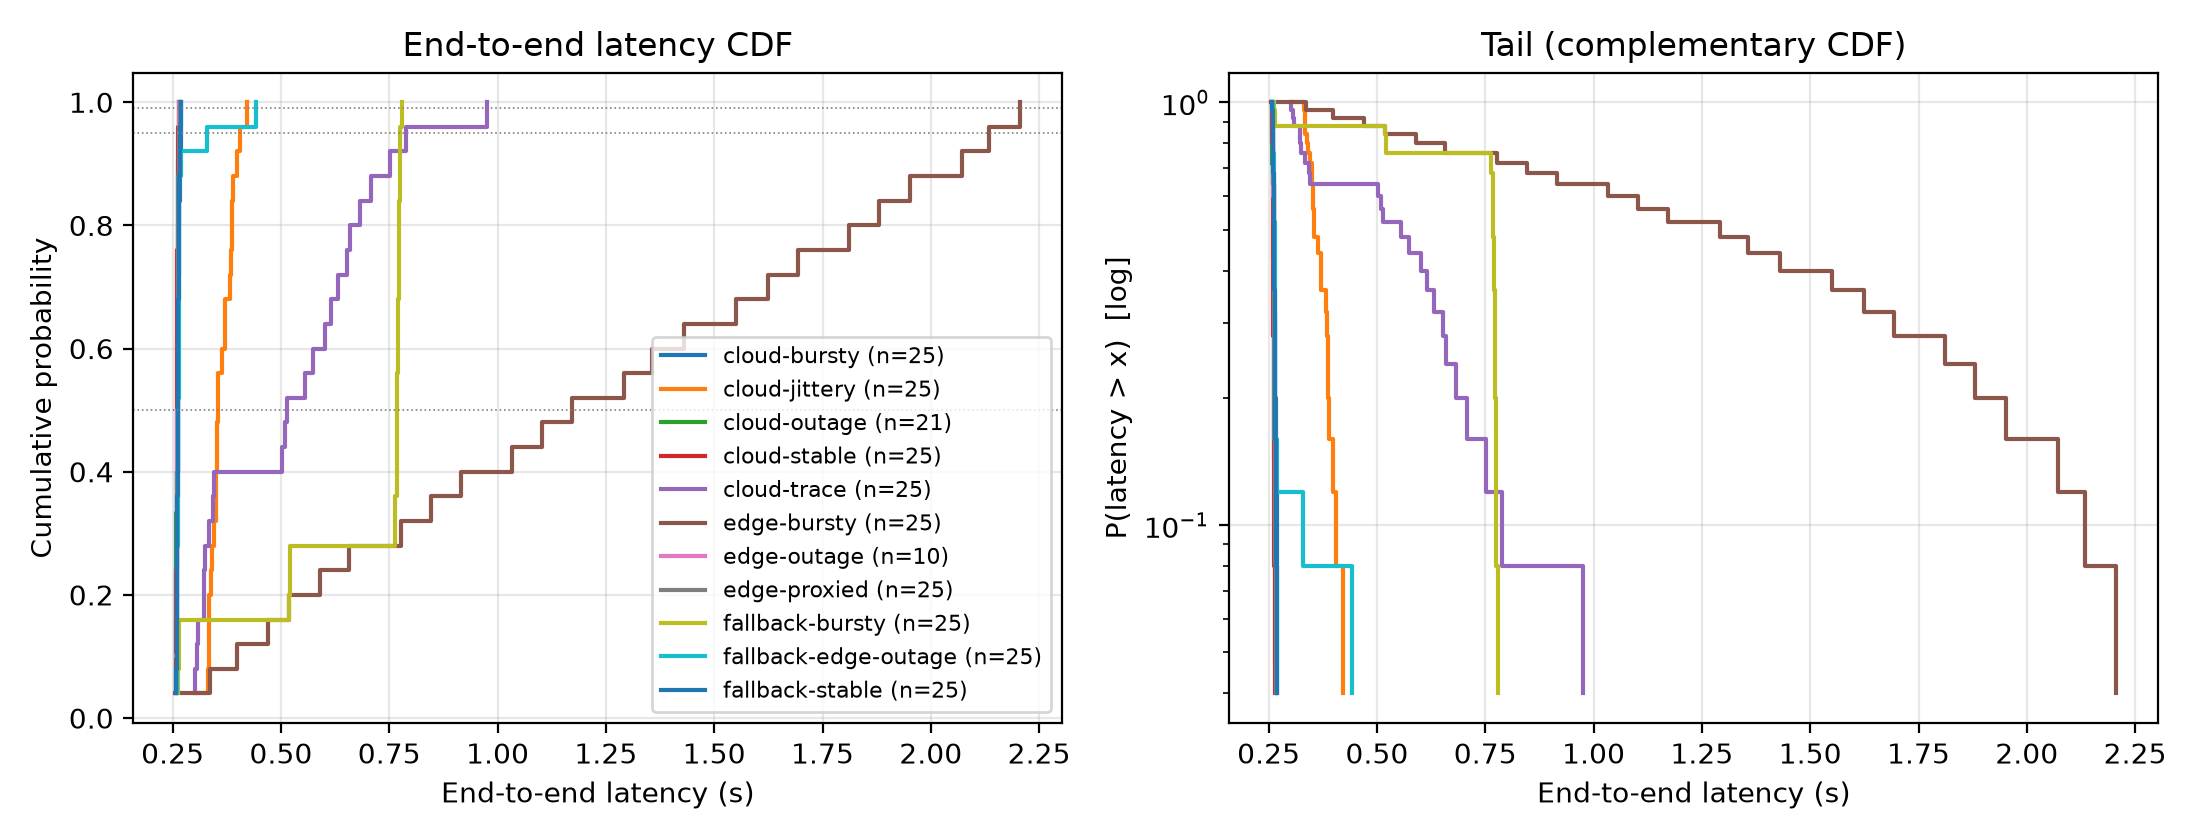 End-to-end latency CDF
Cumulative probability
1.0
0.8
0.6
0.4
0.2
0.0
cloud-bursty (n=25)
cloud-jittery (n=25)
cloud-outage (n=21)
cloud-stable (n=25)
cloud-trace (n=25)
edge-bursty (n=25)
edge-outage (n=10)
edge-proxied (n=25)
fallback-bursty (n=25)
fallback-edge-outage (n=25)
fallback-stable (n=25)
0.25 0.50 0.75 1.00 1.25 1.50 1.75 2.00 2.25
End-to-end latency (s)
Tail (complementary CDF)
P(latency > x) [log]
10⁰
10⁻¹
0.25 0.50 0.75 1.00 1.25 1.50 1.75 2.00 2.25
End-to-end latency (s)